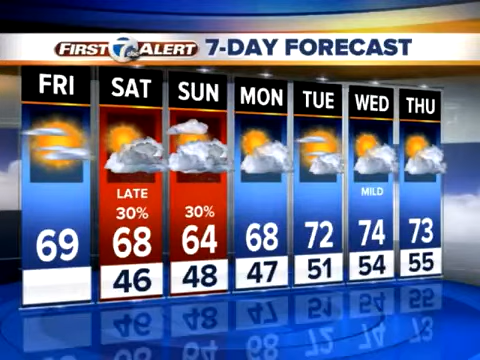 FIRST 7 abc ALERT 7-DAY FORECAST
FRI SAT SUN MON TUE WED THU
LATE MILD
30% 30%
69 68 64 68 72 74 73
46 48 47 51 54 55